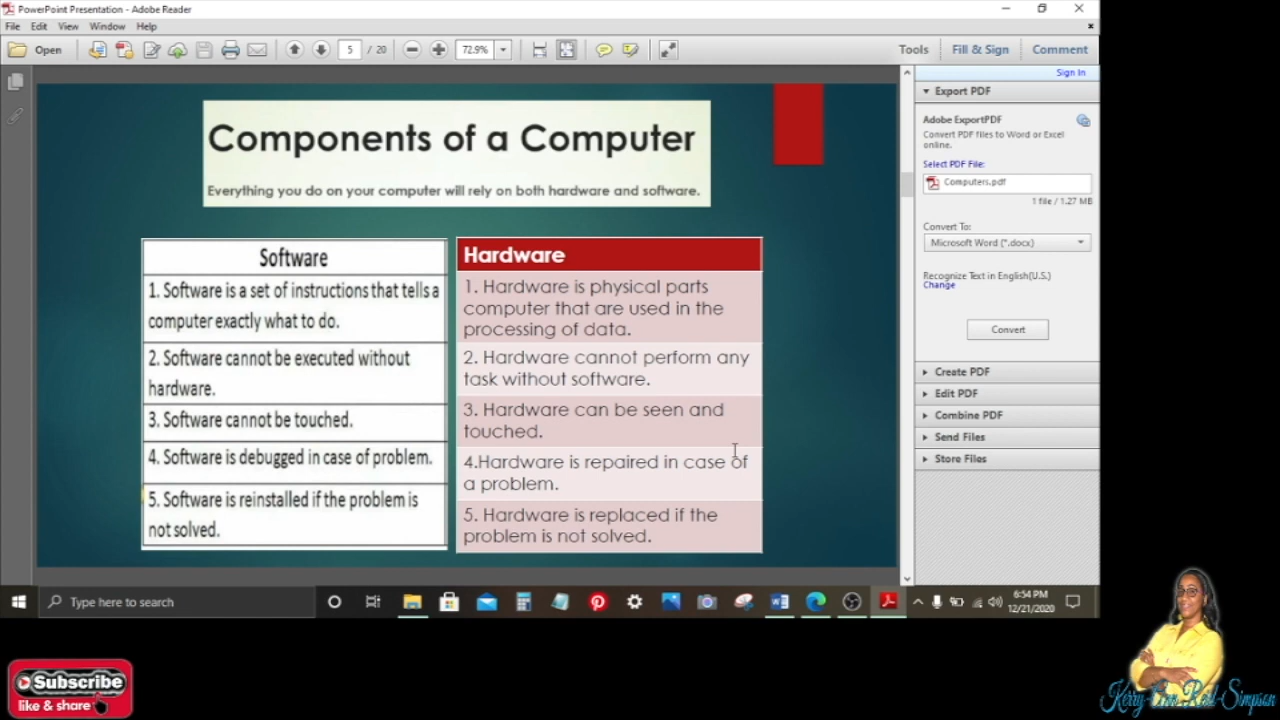 PowerPoint Presentation - Adobe Reader
File Edit View Window Help
Open 5 / 20 72.9% Tools Fill & Sign Comment
Sign In
Components of a Computer
Everything you do on your computer will rely on both hardware and software.
Software
1. Software is a set of instructions that tells a
computer exactly what to do.
2. Software cannot be executed without
hardware.
3. Software cannot be touched.
4. Software is debugged in case of problem.
5. Software is reinstalled if the problem is
not solved.
Hardware
1. Hardware is physical parts
computer that are used in the
processing of data.
2. Hardware cannot perform any
task without software.
3. Hardware can be seen and
touched.
4.Hardware is repaired in case of
a problem.
5. Hardware is replaced if the
problem is not solved.
Export PDF
Adobe ExportPDF
Convert PDF files to Word or Excel
online.
Select PDF File:
Computers.pdf
1 file / 1.27 MB
Convert To:
Microsoft Word (*.docx)
Recognize Text in English(U.S.)
Change
Convert
Create PDF
Edit PDF
Combine PDF
Send Files
Store Files
Type here to search
6:54 PM
12/21/2020
Subscribe
like & share
Kerry-Ann Reid-Simpson